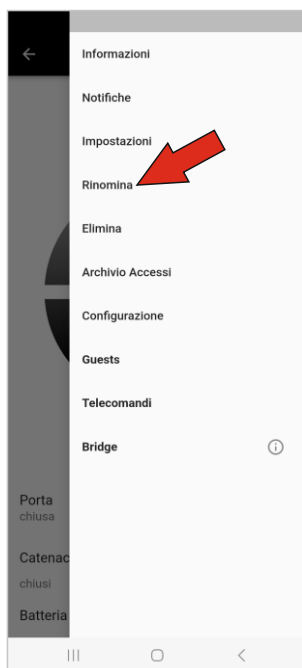 Informazioni
Notifiche
Impostazioni
Rinomina
Elimina
Archivio Accessi
Configurazione
Guests
Telecomandi
Bridge
Porta
chiusa
Catenac
chiusi
Batteria